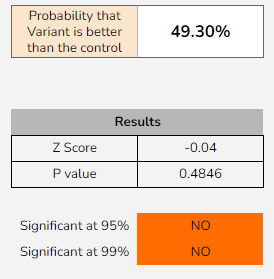 Probability that
Variant is better
than the control
49.30%
Results
Z Score -0.04
P value 0.4846
Significant at 95% NO
Significant at 99% NO